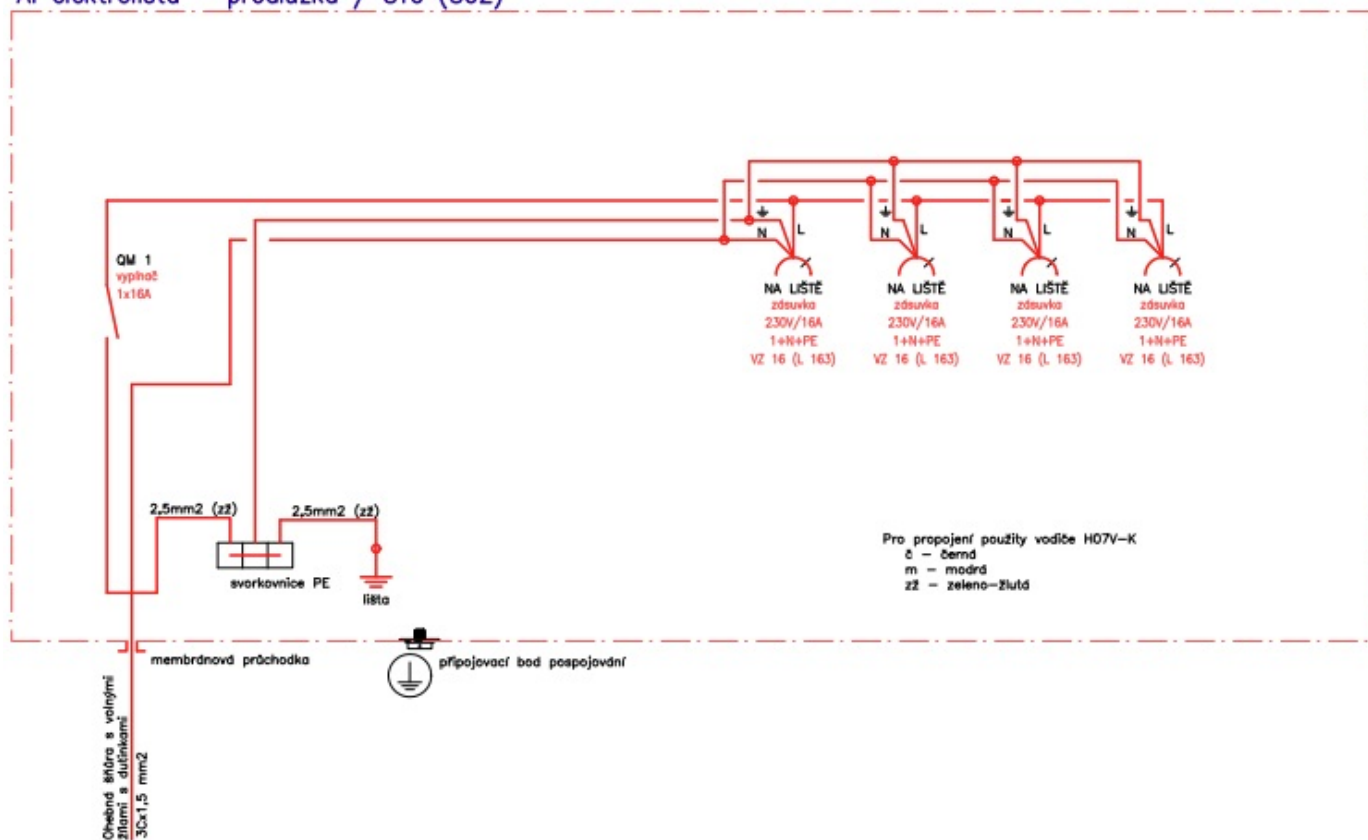 QM 1
vypínač
1x16A
N
L
N
L
N
L
N
L
NA LIŠTĚ
zásuvka
230V/16A
1+N+PE
VZ 16 (L 163)
NA LIŠTĚ
zásuvka
230V/16A
1+N+PE
VZ 16 (L 163)
NA LIŠTĚ
zásuvka
230V/16A
1+N+PE
VZ 16 (L 163)
NA LIŠTĚ
zásuvka
230V/16A
1+N+PE
VZ 16 (L 163)
2,5mm2 (zž)
2,5mm2 (zž)
svorkovnice PE
lišta
Pro propojení použity vodiče H07V-K
č - černá
m - modrá
zž - zeleno-žlutá
membránová průchodka
připojovací bod pospojování
Ohebná šňůra s volnými
žílami s dutinkami
3Cx1,5 mm2